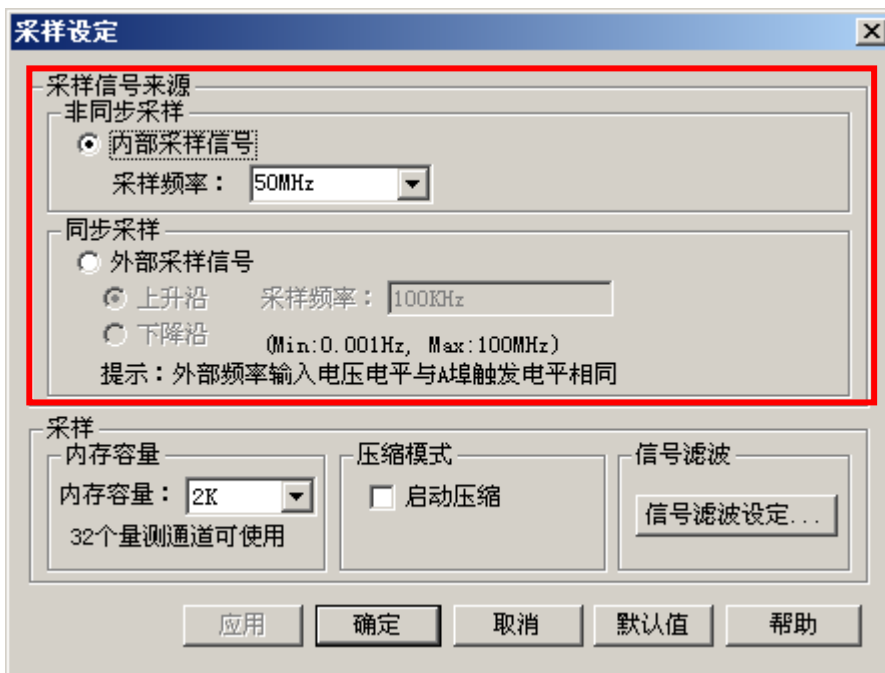 采样设定
采样信号来源
非同步采样
内部采样信号
采样频率： 50MHz
同步采样
外部采样信号
上升沿 采样频率： 100KHz
下降沿 (Min:0.001Hz, Max:100MHz)
提示：外部频率输入电压电平与A埠触发电平相同
采样
内存容量 压缩模式 信号滤波
内存容量： 2K 启动压缩 信号滤波设定...
32个量测通道可使用
应用 确定 取消 默认值 帮助